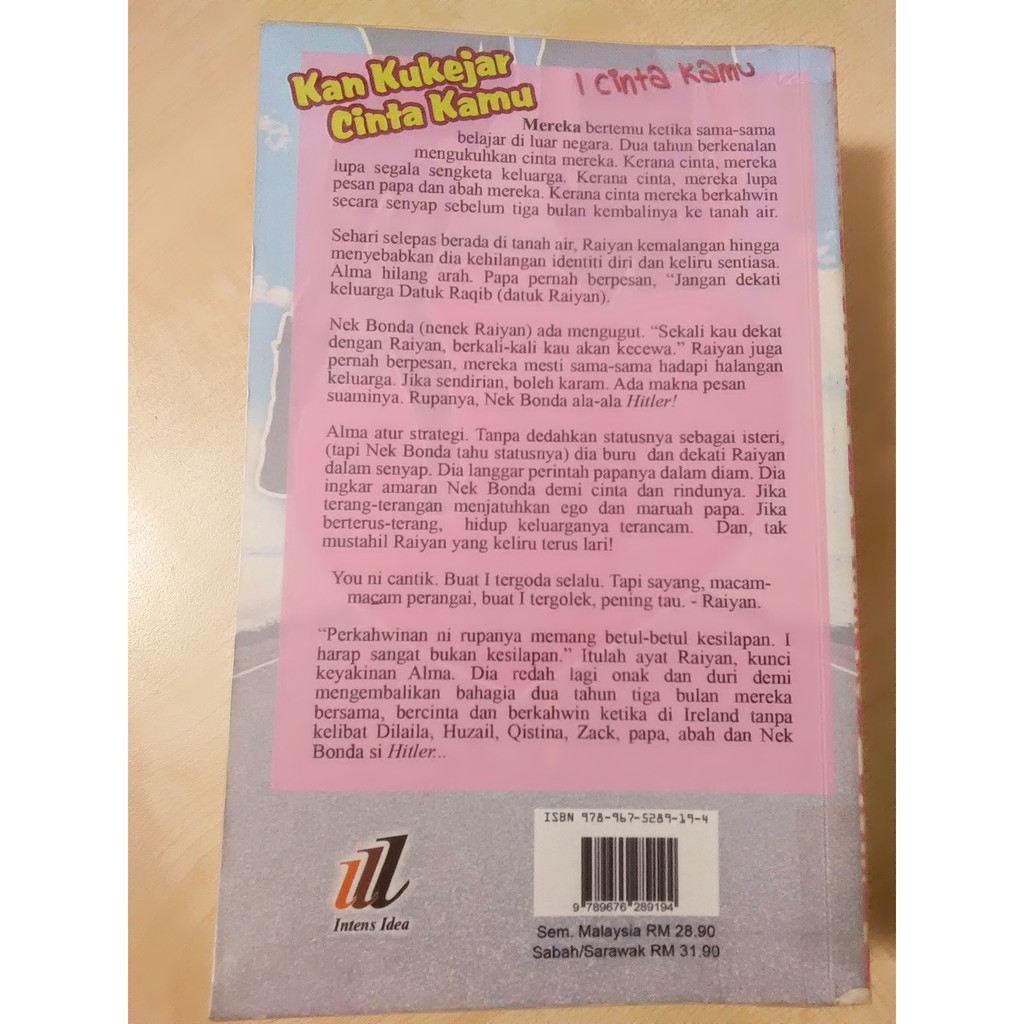 Kan Kukejar
Cinta Kamu
I cinta kamu
Mereka bertemu ketika sama-sama
belajar di luar negara. Dua tahun berkenalan
mengukuhkan cinta mereka. Kerana cinta, mereka
lupa segala sengketa keluarga. Kerana cinta, mereka lupa
pesan papa dan abah mereka. Kerana cinta mereka berkahwin
secara senyap sebelum tiga bulan kembalinya ke tanah air.
Sehari selepas berada di tanah air, Raiyan kemalangan hingga
menyebabkan dia kehilangan identiti diri dan keliru sentiasa.
Alma hilang arah. Papa pernah berpesan, “Jangan dekati
keluarga Datuk Raqib (datuk Raiyan).
Nek Bonda (nenek Raiyan) ada mengugut. “Sekali kau dekat
dengan Raiyan, berkali-kali kau akan kecewa.” Raiyan juga
pernah berpesan, mereka mesti sama-sama hadapi halangan
keluarga. Jika sendirian, boleh karam. Ada makna pesan
suaminya. Rupanya, Nek Bonda ala-ala Hitler!
Alma atur strategi. Tanpa dedahkan statusnya sebagai isteri,
(tapi Nek Bonda tahu statusnya) dia buru dan dekati Raiyan
dalam senyap. Dia langgar perintah papanya dalam diam. Dia
ingkar amaran Nek Bonda demi cinta dan rindunya. Jika
terang-terangan menjatuhkan ego dan maruah papa. Jika
berterus-terang, hidup keluarganya terancam. Dan, tak
mustahil Raiyan yang keliru terus lari!
You ni cantik. Buat I tergoda selalu. Tapi sayang, macam-
macam perangai, buat I tergolek, pening tau. - Raiyan.
“Perkahwinan ni rupanya memang betul-betul kesilapan. I
harap sangat bukan kesilapan.” Itulah ayat Raiyan, kunci
keyakinan Alma. Dia redah lagi onak dan duri demi
mengembalikan bahagia dua tahun tiga bulan mereka
bersama, bercinta dan berkahwin ketika di Ireland tanpa
kelibat Dilaila, Huzail, Qistina, Zack, papa, abah dan Nek
Bonda si Hitler...
ISBN 978-967-5289-19-4
9 789676 289194
Intens Idea
Sem. Malaysia RM 28.90
Sabah/Sarawak RM 31.90